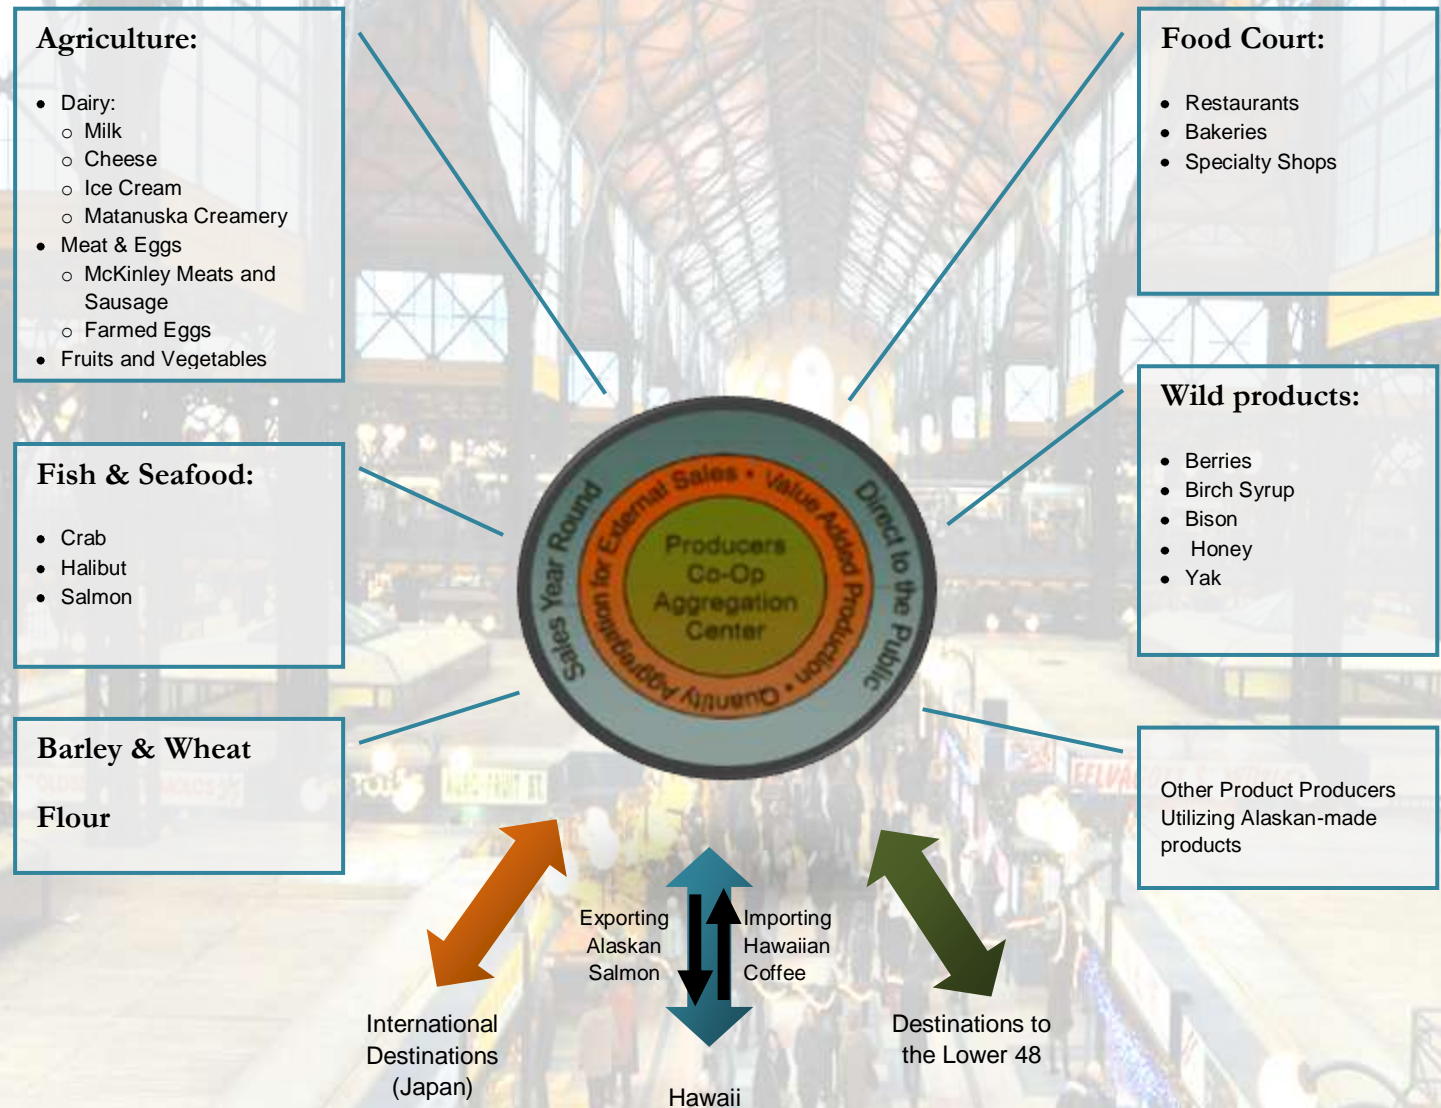 Agriculture:
Dairy:
Milk
Cheese
Ice Cream
Matanuska Creamery
Meat & Eggs
McKinley Meats and
Sausage
Farmed Eggs
Fruits and Vegetables
Fish & Seafood:
Crab
Halibut
Salmon
Barley & Wheat
Flour
Food Court:
Restaurants
Bakeries
Specialty Shops
Wild products:
Berries
Birch Syrup
Bison
Honey
Yak
Other Product Producers
Utilizing Alaskan-made
products
Sales Year Round
Direct to the Public
Quantity Aggregation for External Sales • Value Added Production •
Producers
Co-Op
Aggregation
Center
Exporting
Alaskan
Salmon
Importing
Hawaiian
Coffee
International
Destinations
(Japan)
Hawaii
Destinations to
the Lower 48